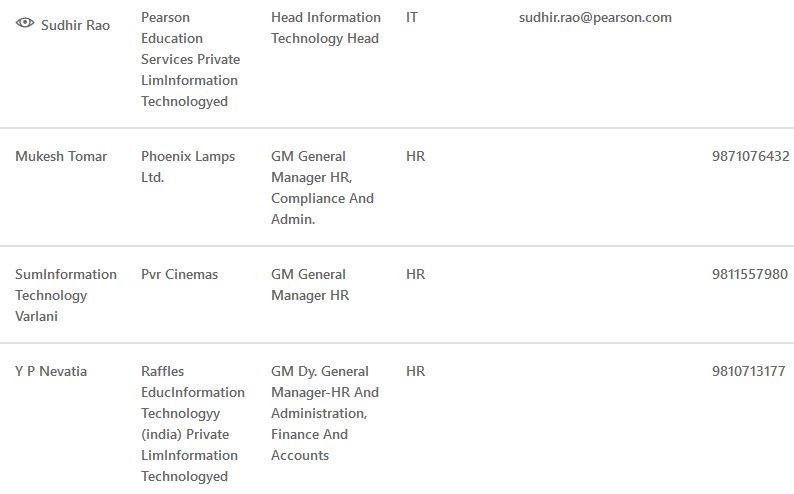 Sudhir Rao
Pearson
Education
Services Private
LimInformation
Technologyed
Head Information
Technology Head
IT
sudhir.rao@pearson.com
Mukesh Tomar
Phoenix Lamps
Ltd.
GM General
Manager HR,
Compliance And
Admin.
HR
9871076432
SumInformation
Technology
Varlani
Pvr Cinemas
GM General
Manager HR
HR
9811557980
Y P Nevatia
Raffles
EducInformation
Technologyy
(india) Private
LimInformation
Technologyed
GM Dy. General
Manager-HR And
Administration,
Finance And
Accounts
HR
9810713177